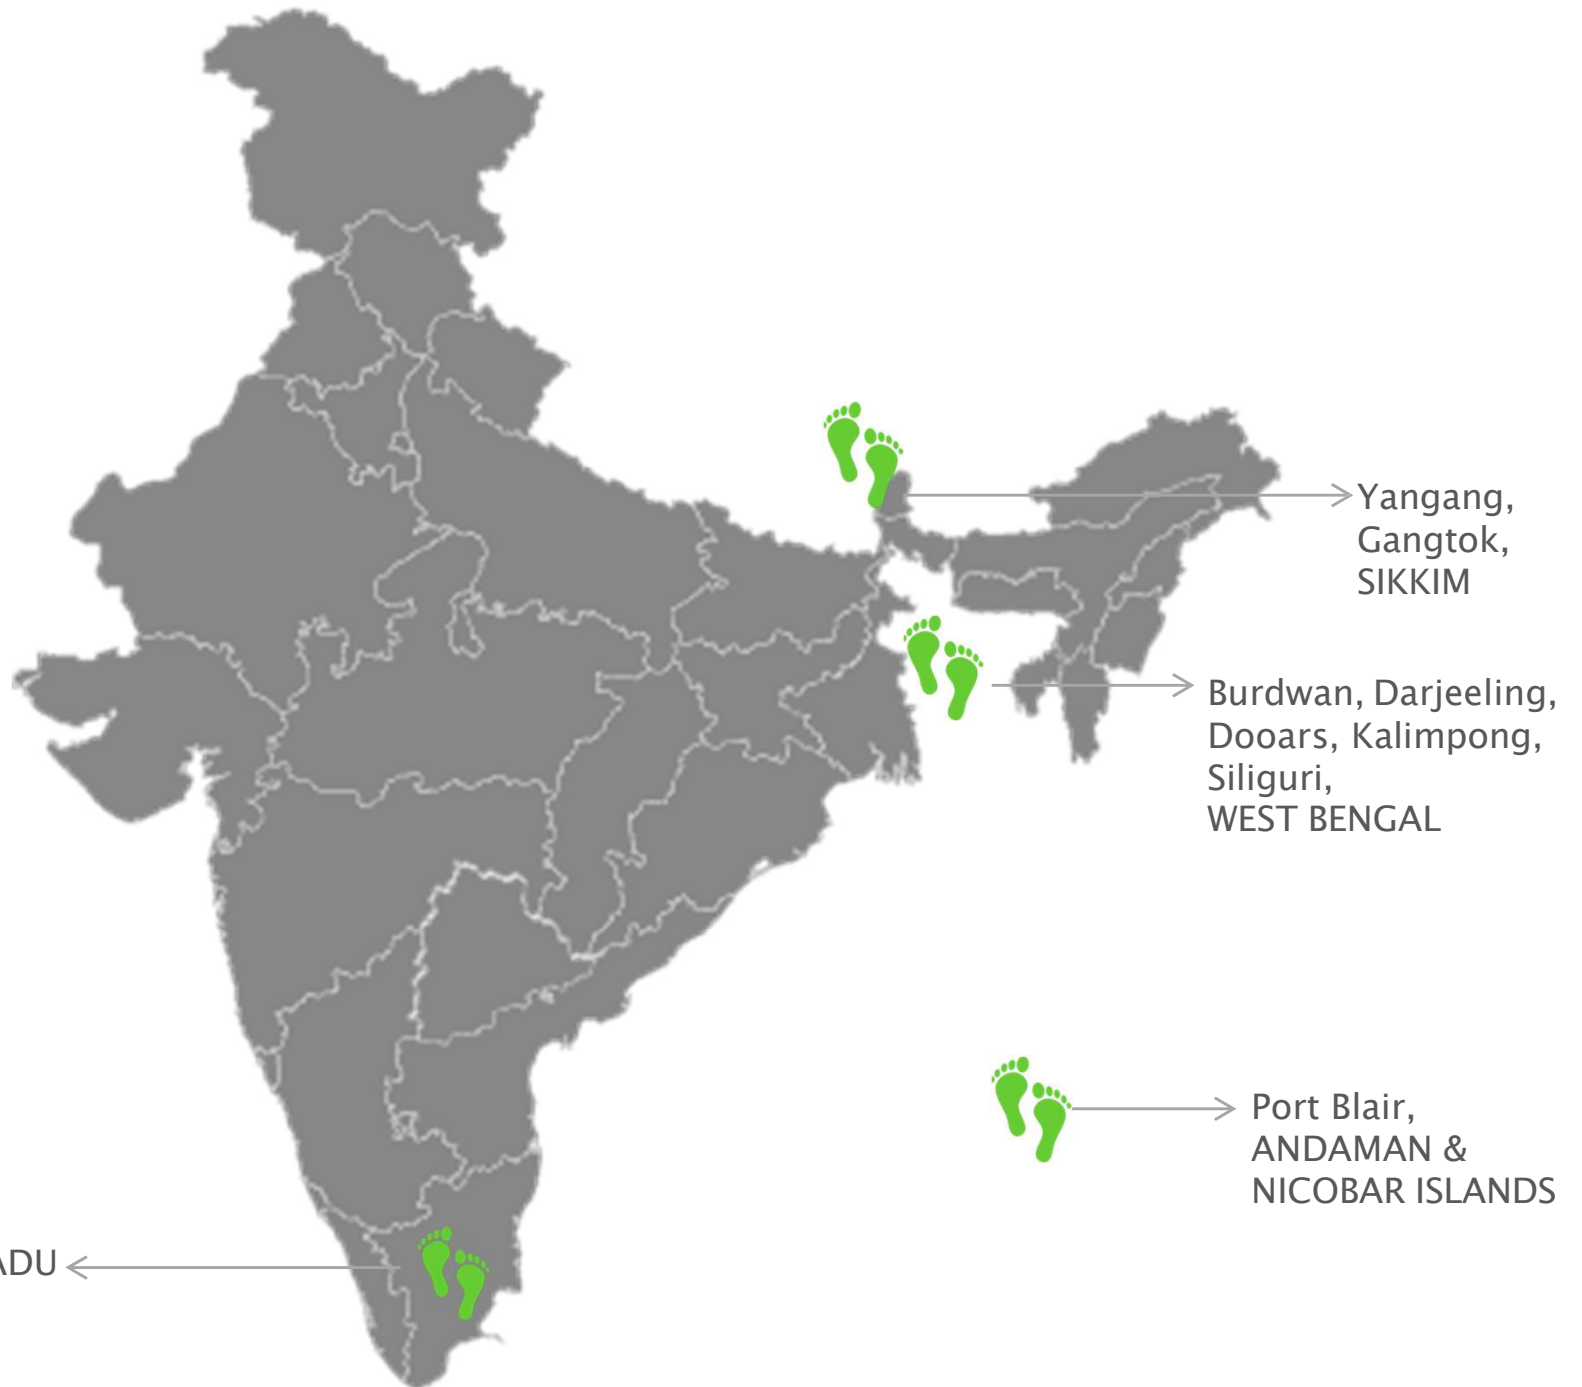 Yangang,
Gangtok,
SIKKIM
Burdwan, Darjeeling,
Dooars, Kalimpong,
Siliguri,
WEST BENGAL
Port Blair,
ANDAMAN &
NICOBAR ISLANDS